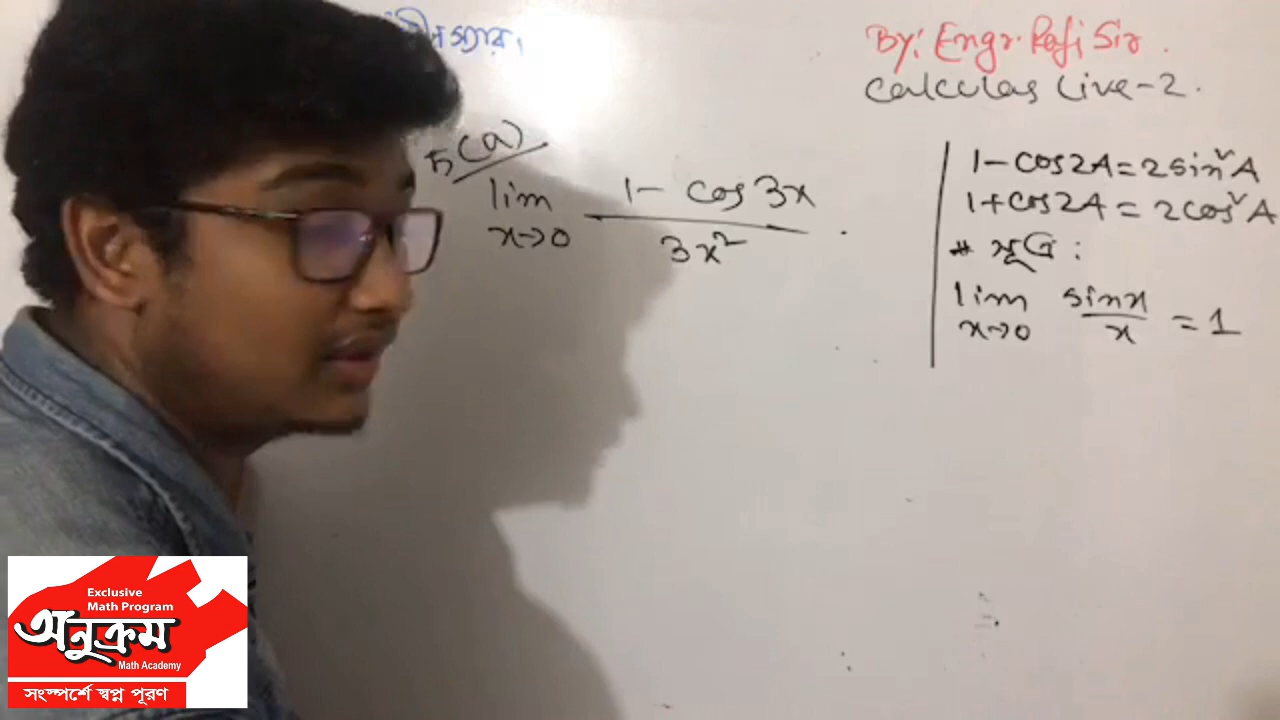 স্যার।
By: Engr. Rafi Sir.
Calculas Live-2.
5(a)
lim x→0 (1 - cos 3x)/(3x²).
1-cos2A=2sin²A
1+cos2A=2cos²A
# সূত্র:
lim x→0 sinx/x = 1
Exclusive
Math Program
অনুক্রম
Math Academy
সংস্পর্শে স্বপ্ন পূরণ